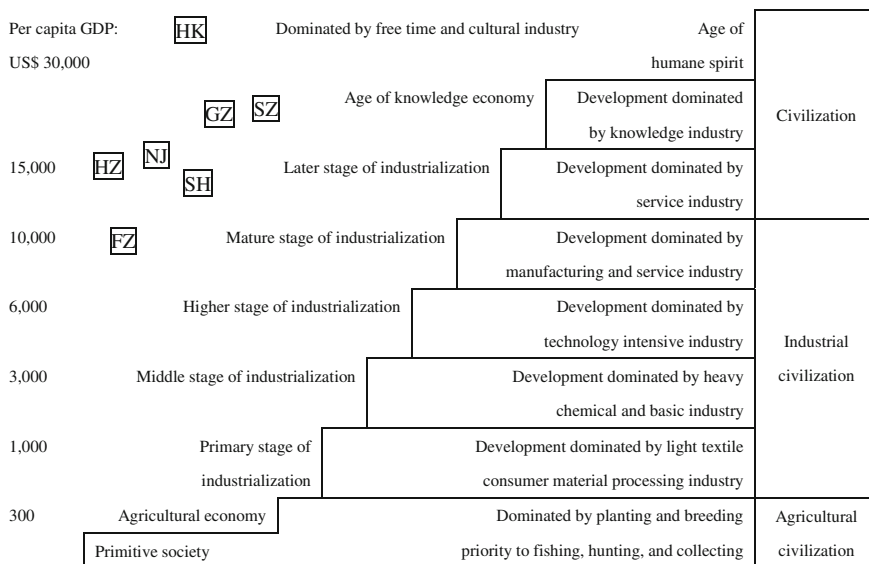 Per capita GDP: HK Dominated by free time and cultural industry Age of
US$ 30,000 humane spirit
GZ SZ Age of knowledge economy Development dominated Civilization
by knowledge industry
15,000 HZ NJ SH Later stage of industrialization Development dominated by
service industry
10,000 FZ Mature stage of industrialization Development dominated by
manufacturing and service industry
6,000 Higher stage of industrialization Development dominated by
technology intensive industry Industrial
3,000 Middle stage of industrialization Development dominated by heavy civilization
chemical and basic industry
1,000 Primary stage of Development dominated by light textile
industrialization consumer material processing industry
300 Agricultural economy Dominated by planting and breeding Agricultural
Primitive society priority to fishing, hunting, and collecting civilization